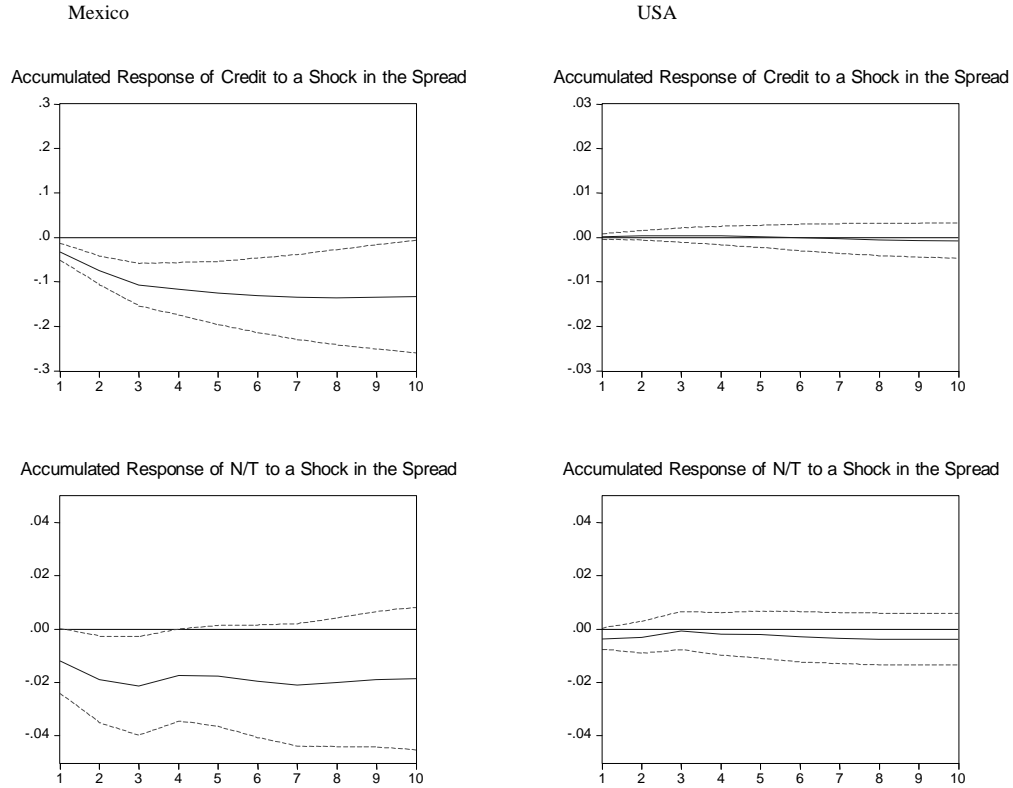 Mexico
USA
Accumulated Response of Credit to a Shock in the Spread
.3
.2
.1
.0
-.1
-.2
-.3
1 2 3 4 5 6 7 8 9 10
Accumulated Response of Credit to a Shock in the Spread
.03
.02
.01
.00
-.01
-.02
-.03
1 2 3 4 5 6 7 8 9 10
Accumulated Response of N/T to a Shock in the Spread
.04
.02
.00
-.02
-.04
1 2 3 4 5 6 7 8 9 10
Accumulated Response of N/T to a Shock in the Spread
.04
.02
.00
-.02
-.04
1 2 3 4 5 6 7 8 9 10